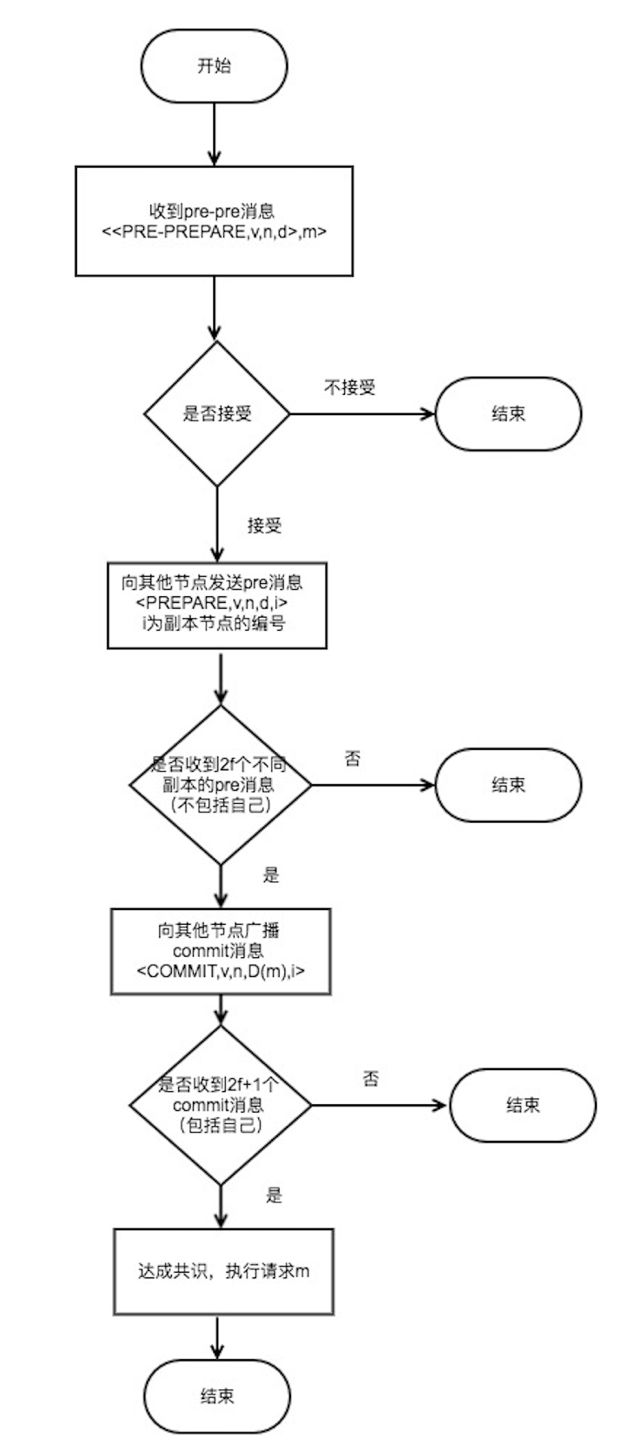 开始
收到pre-pre消息
<<PRE-PREPARE,v,n,d>,m>
是否接受
不接受
结束
接受
向其他节点发送pre消息
<PREPARE,v,n,d,i>
i为副本节点的编号
是否收到2f个不同
副本的pre消息
（不包括自己）
否
结束
是
向其他节点广播
commit消息
<COMMIT,v,n,D(m),i>
是否收到2f+1个
commit消息
（包括自己）
否
结束
是
达成共识，执行请求m
结束